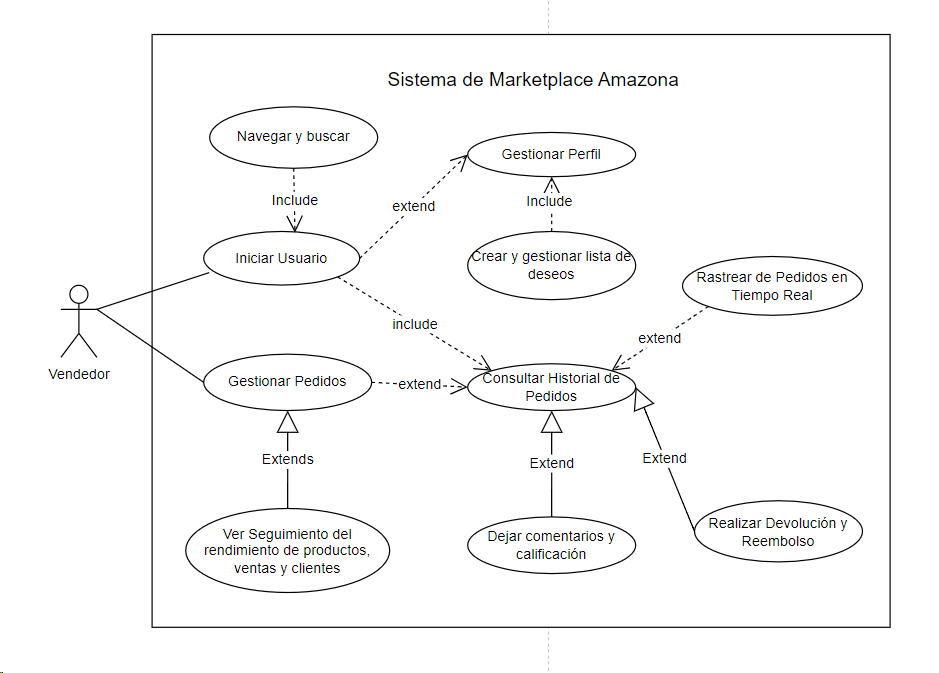 Sistema de Marketplace Amazona
Navegar y buscar
Gestionar Perfil
Include
Include
extend
Iniciar Usuario
Crear y gestionar lista de
deseos
Rastrear de Pedidos en
Tiempo Real
include
extend
Vendedor
Gestionar Pedidos
extend
Consultar Historial de
Pedidos
Extends
Extend
Extend
Ver Seguimiento del
rendimiento de productos,
ventas y clientes
Dejar comentarios y
calificación
Realizar Devolución y
Reembolso